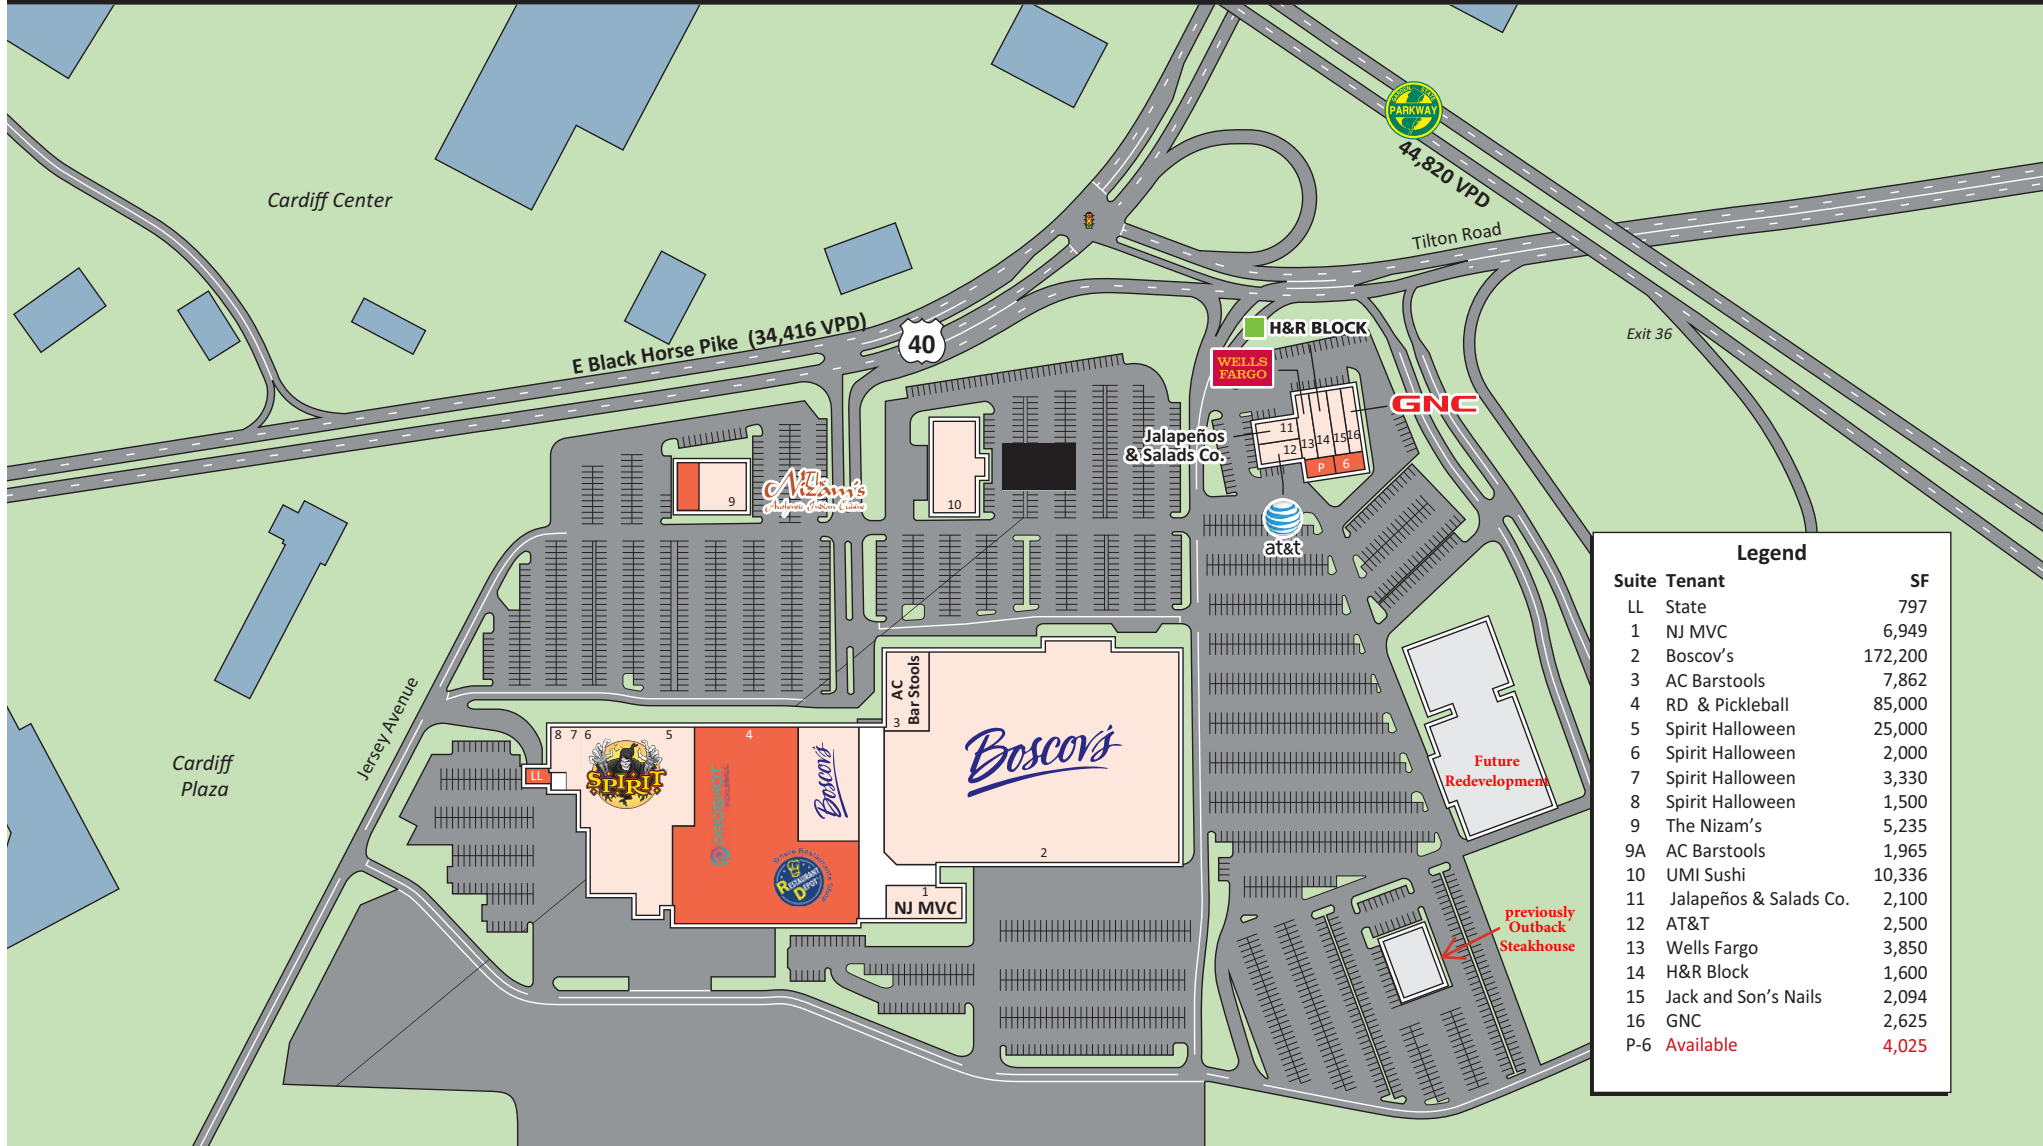 GARDEN STATE
PARKWAY
44,820 VPD
Cardiff Center
Tilton Road
E Black Horse Pike (34,416 VPD)
40
H&R BLOCK
WELLS
FARGO
Exit 36
GNC
Jalapeños
& Salads Co.
11
12
13
14
15
16
P
6
9
The
Nizam's
Authentic Indian Cuisine
10
at&t
Jersey Avenue
Cardiff
Plaza
AC
Bar Stools
3
8
7
6
5
4
LL
SPIRIT
PROSHOT
Boscov's
Boscov's
2
Where Restaurants Shop
RESTAURANT
DEPOT
1
NJ MVC
Future
Redevelopment
previously
Outback
Steakhouse
Legend
Suite Tenant SF
LL State 797
1 NJ MVC 6,949
2 Boscov's 172,200
3 AC Barstools 7,862
4 RD & Pickleball 85,000
5 Spirit Halloween 25,000
6 Spirit Halloween 2,000
7 Spirit Halloween 3,330
8 Spirit Halloween 1,500
9 The Nizam's 5,235
9A AC Barstools 1,965
10 UMI Sushi 10,336
11 Jalapeños & Salads Co. 2,100
12 AT&T 2,500
13 Wells Fargo 3,850
14 H&R Block 1,600
15 Jack and Son's Nails 2,094
16 GNC 2,625
P-6 Available 4,025